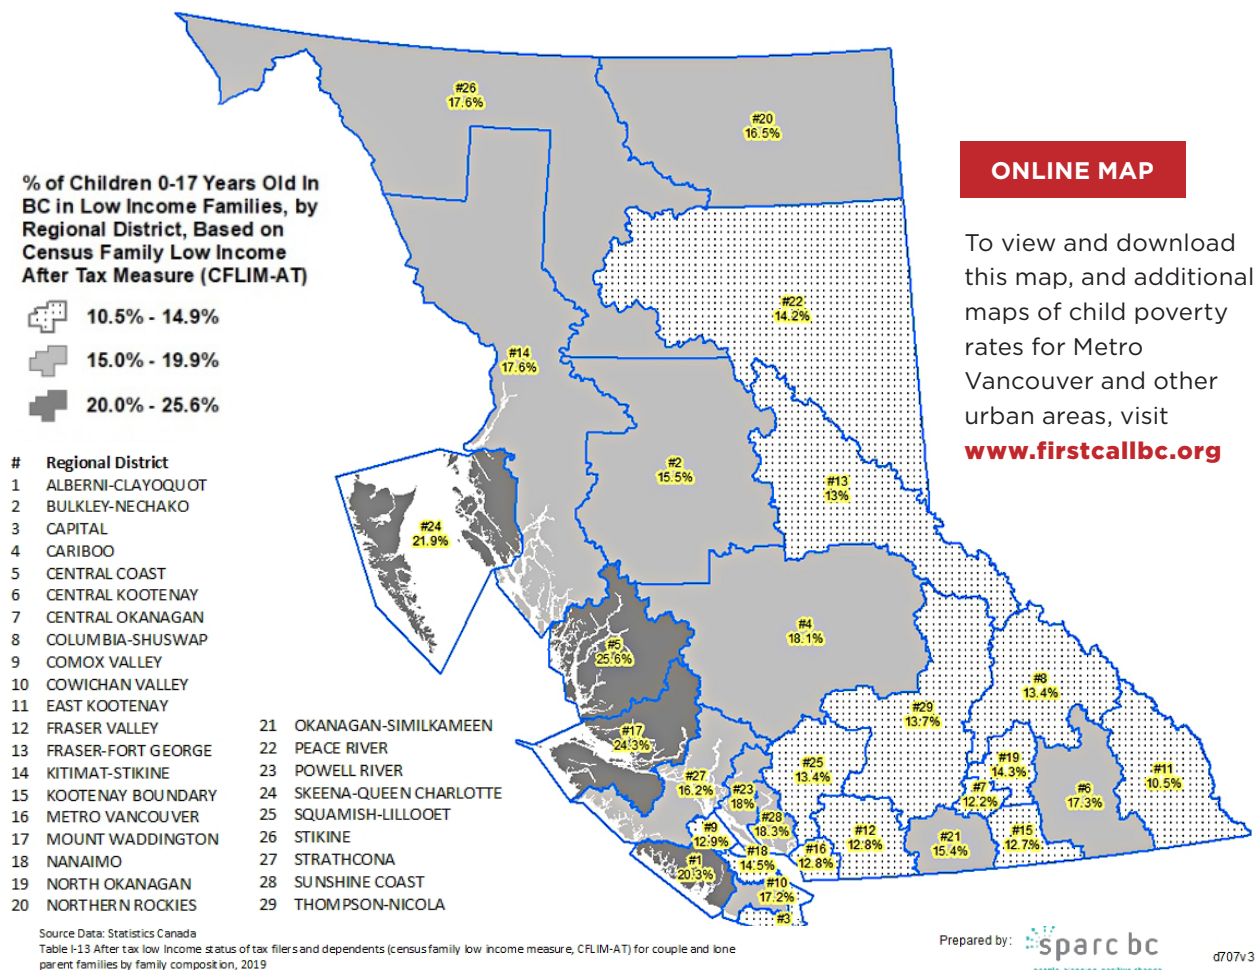 #26
17.6%
#20
16.5%
ONLINE MAP
% of Children 0-17 Years Old In
BC in Low Income Families, by
Regional District, Based on
Census Family Low Income
After Tax Measure (CFLIM-AT)
10.5% - 14.9%
15.0% - 19.9%
20.0% - 25.6%
To view and download
this map, and additional
maps of child poverty
rates for Metro
Vancouver and other
urban areas, visit
www.firstcallbc.org
#22
14.2%
#14
17.6%
#2
15.5%
#13
13%
#24
21.9%
#4
18.1%
#5
25.6%
#8
13.4%
#29
13.7%
#17
24.3%
#19
14.3%
#25
13.4%
#11
10.5%
#27
16.2%
#23
18%
#7
12.2%
#6
17.3%
#28
18.3%
#9
12.9%
#12
12.8%
#21
15.4%
#15
12.7%
#18
14.5%
#16
12.8%
#1
20.3%
#10
17.2%
#3
# Regional District
1 ALBERNI-CLAYOQUOT
2 BULKLEY-NECHAKO
3 CAPITAL
4 CARIBOO
5 CENTRAL COAST
6 CENTRAL KOOTENAY
7 CENTRAL OKANAGAN
8 COLUMBIA-SHUSWAP
9 COMOX VALLEY
10 COWICHAN VALLEY
11 EAST KOOTENAY
12 FRASER VALLEY
13 FRASER-FORT GEORGE
14 KITIMAT-STIKINE
15 KOOTENAY BOUNDARY
16 METRO VANCOUVER
17 MOUNT WADDINGTON
18 NANAIMO
19 NORTH OKANAGAN
20 NORTHERN ROCKIES
21 OKANAGAN-SIMILKAMEEN
22 PEACE RIVER
23 POWELL RIVER
24 SKEENA-QUEEN CHARLOTTE
25 SQUAMISH-LILLOOET
26 STIKINE
27 STRATHCONA
28 SUNSHINE COAST
29 THOMPSON-NICOLA
Source Data: Statistics Canada
Table I-13 After tax low Income status of tax filers and dependents (census family low income measure, CFLIM-AT) for couple and lone
parent families by family composition, 2019
Prepared by:
sparc bc
d707v3